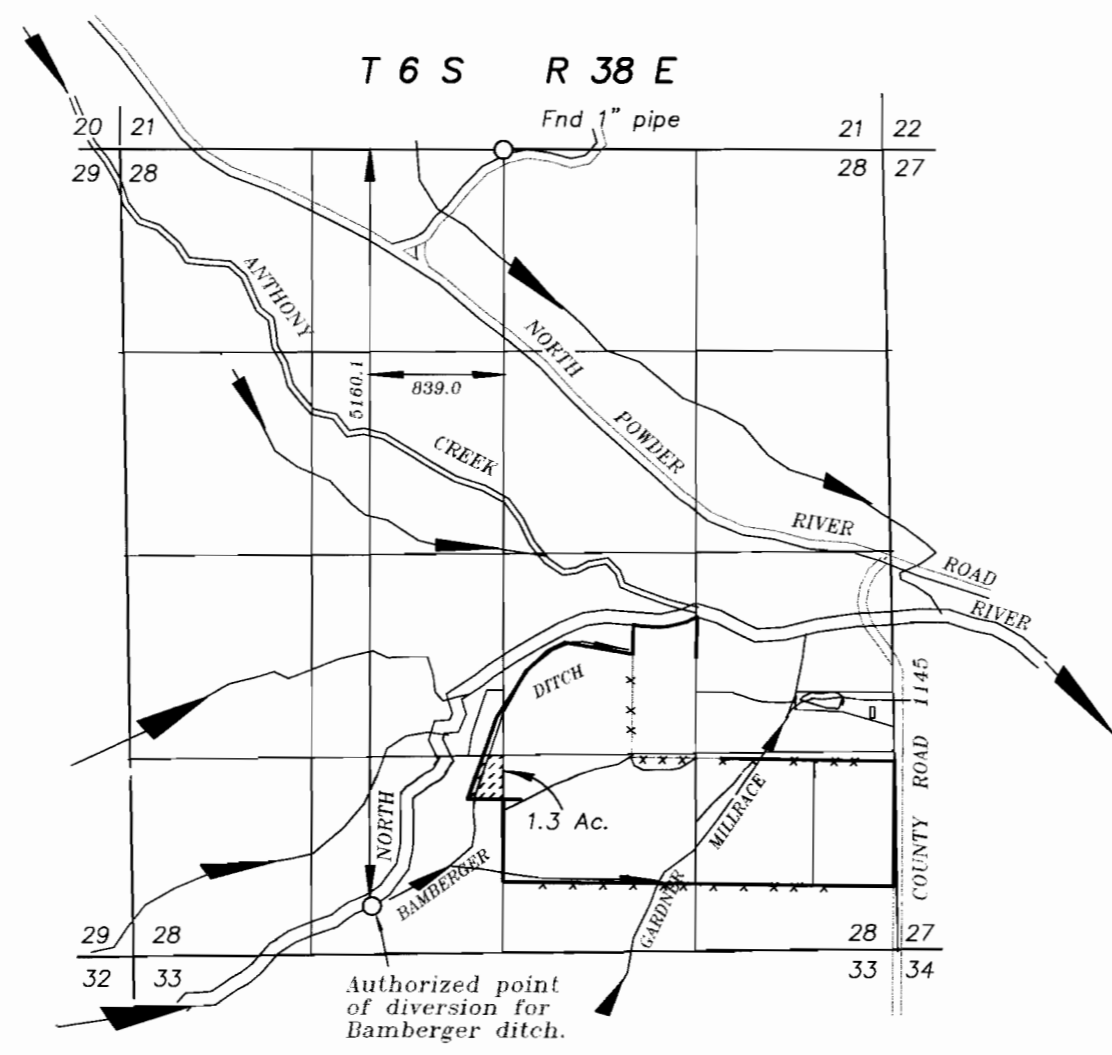 T 6 S R 38 E
Fnd 1" pipe
20 21
29 28
21 22
28 27
ANTHONY
CREEK
5160.1
839.0
NORTH
POWDER
RIVER
ROAD
RIVER
DITCH
1.3 Ac.
NORTH
BAMBERGER
MILLRACE
GARDNER
COUNTY ROAD 1145
29 28
32 33
28 27
33 34
Authorized point
of diversion for
Bamberger ditch.